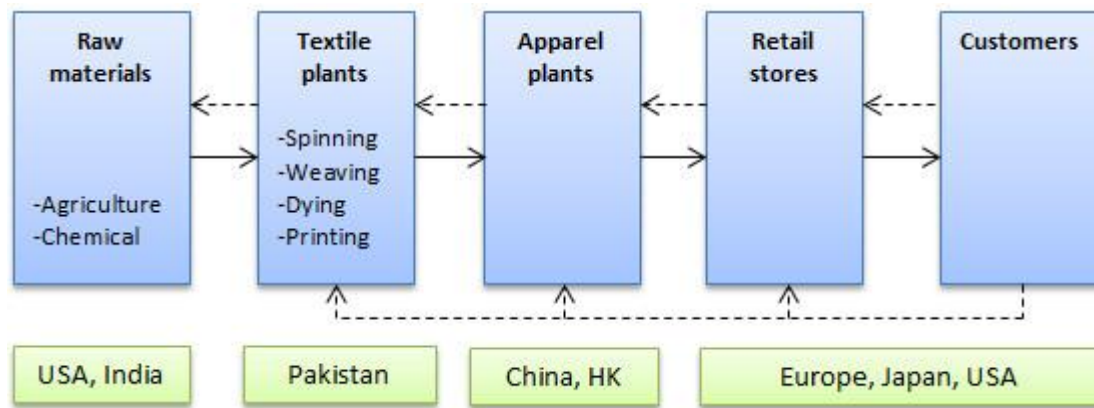 Raw
materials
-Agriculture
-Chemical
Textile
plants
-Spinning
-Weaving
-Dying
-Printing
Apparel
plants
Retail
stores
Customers
USA, India
Pakistan
China, HK
Europe, Japan, USA